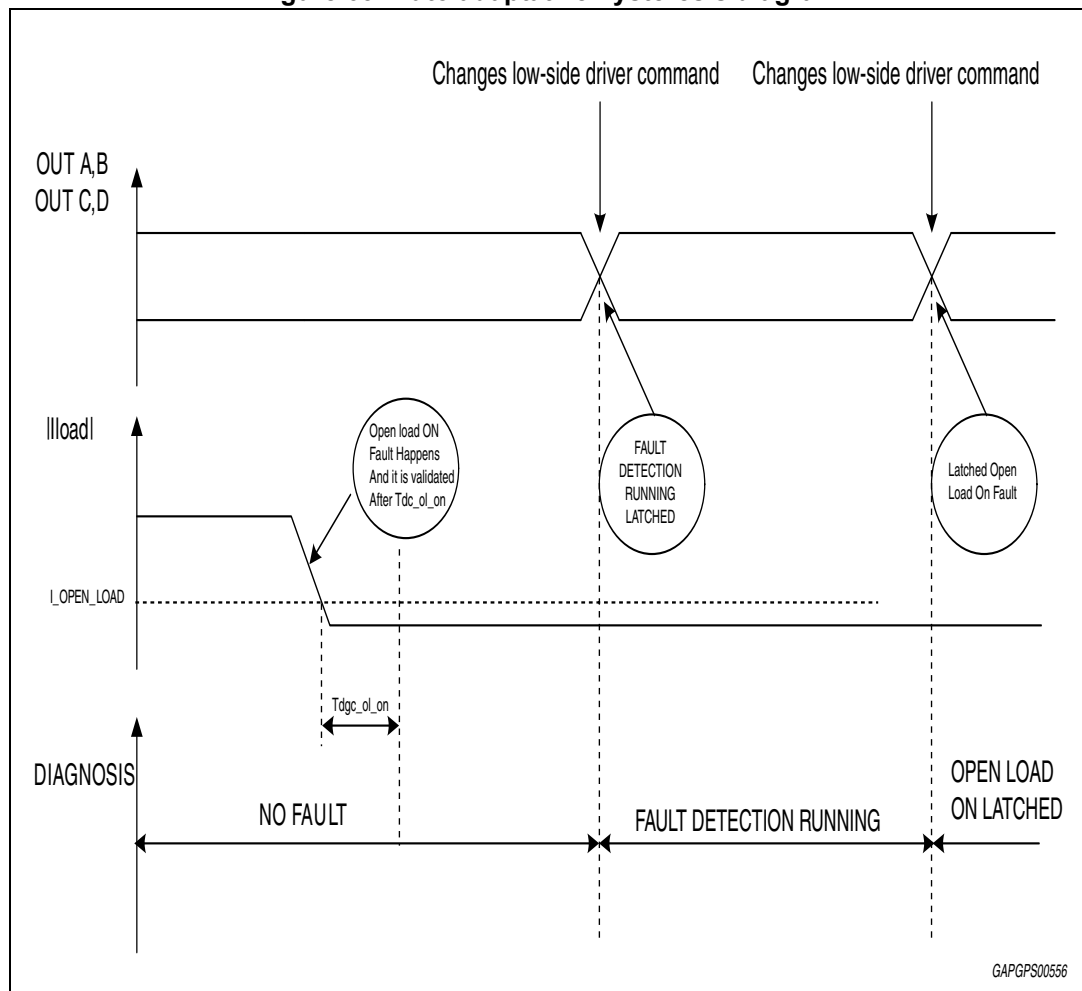 Changes low-side driver command
Changes low-side driver command
OUT A,B
OUT C,D
|Iload|
Open load ON
Fault Happens
And it is validated
After Tdc_ol_on
FAULT
DETECTION
RUNNING
LATCHED
Latched Open
Load On Fault
I_OPEN_LOAD
Tdgc_ol_on
DIAGNOSIS
NO FAULT
FAULT DETECTION RUNNING
OPEN LOAD
ON LATCHED
GAPGPS00556